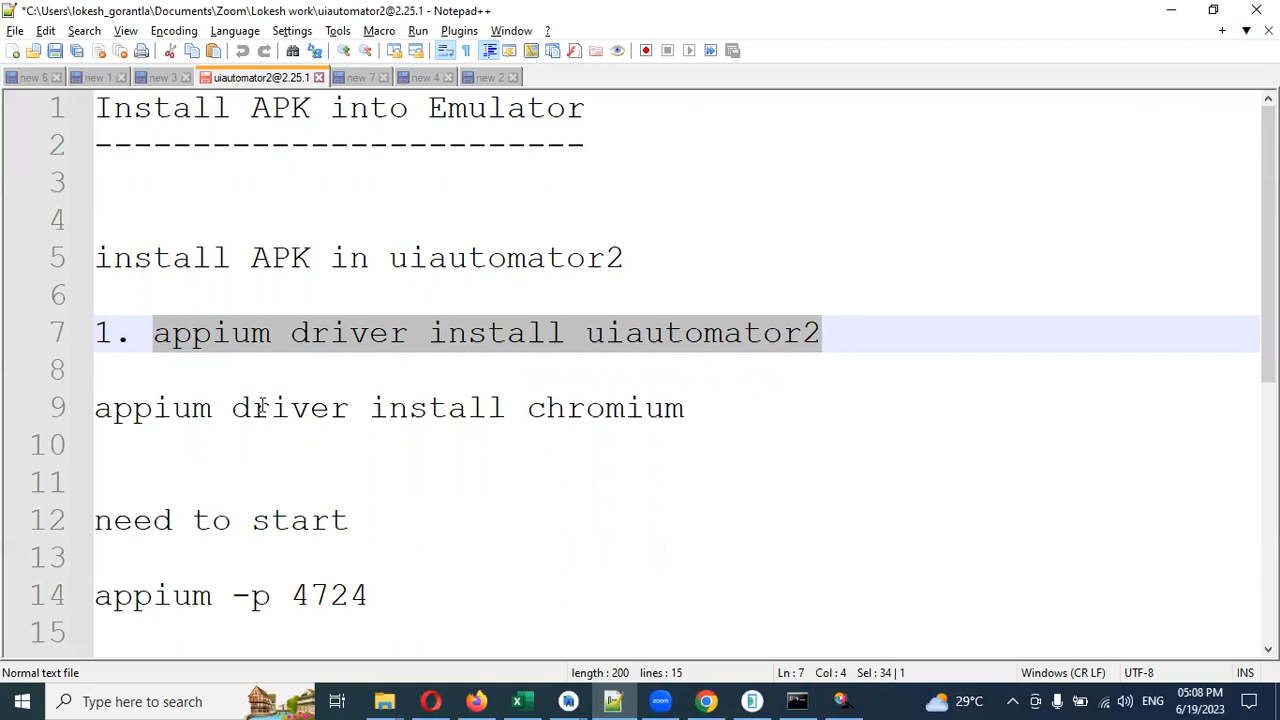 *C:\Users\lokesh_gorantla\Documents\Zoom\Lokesh work\uiautomator2@2.25.1 - Notepad++
File Edit Search View Encoding Language Settings Tools Macro Run Plugins Window ?
new 6 new 1 new 3 uiautomator2@2.25.1 new 7 new 4 new 2
1 Install APK into Emulator
2 -------------------------
3
4
5 install APK in uiautomator2
6
7 1. appium driver install uiautomator2
8
9 appium driver install chromium
10
11
12 need to start
13
14 appium -p 4724
15
Normal text file length : 200 lines : 15 Ln : 7 Col : 4 Sel : 34 | 1 Windows (CR LF) UTF-8 INS
Type here to search zoom 29°C ENG 05:08 PM
6/19/2023